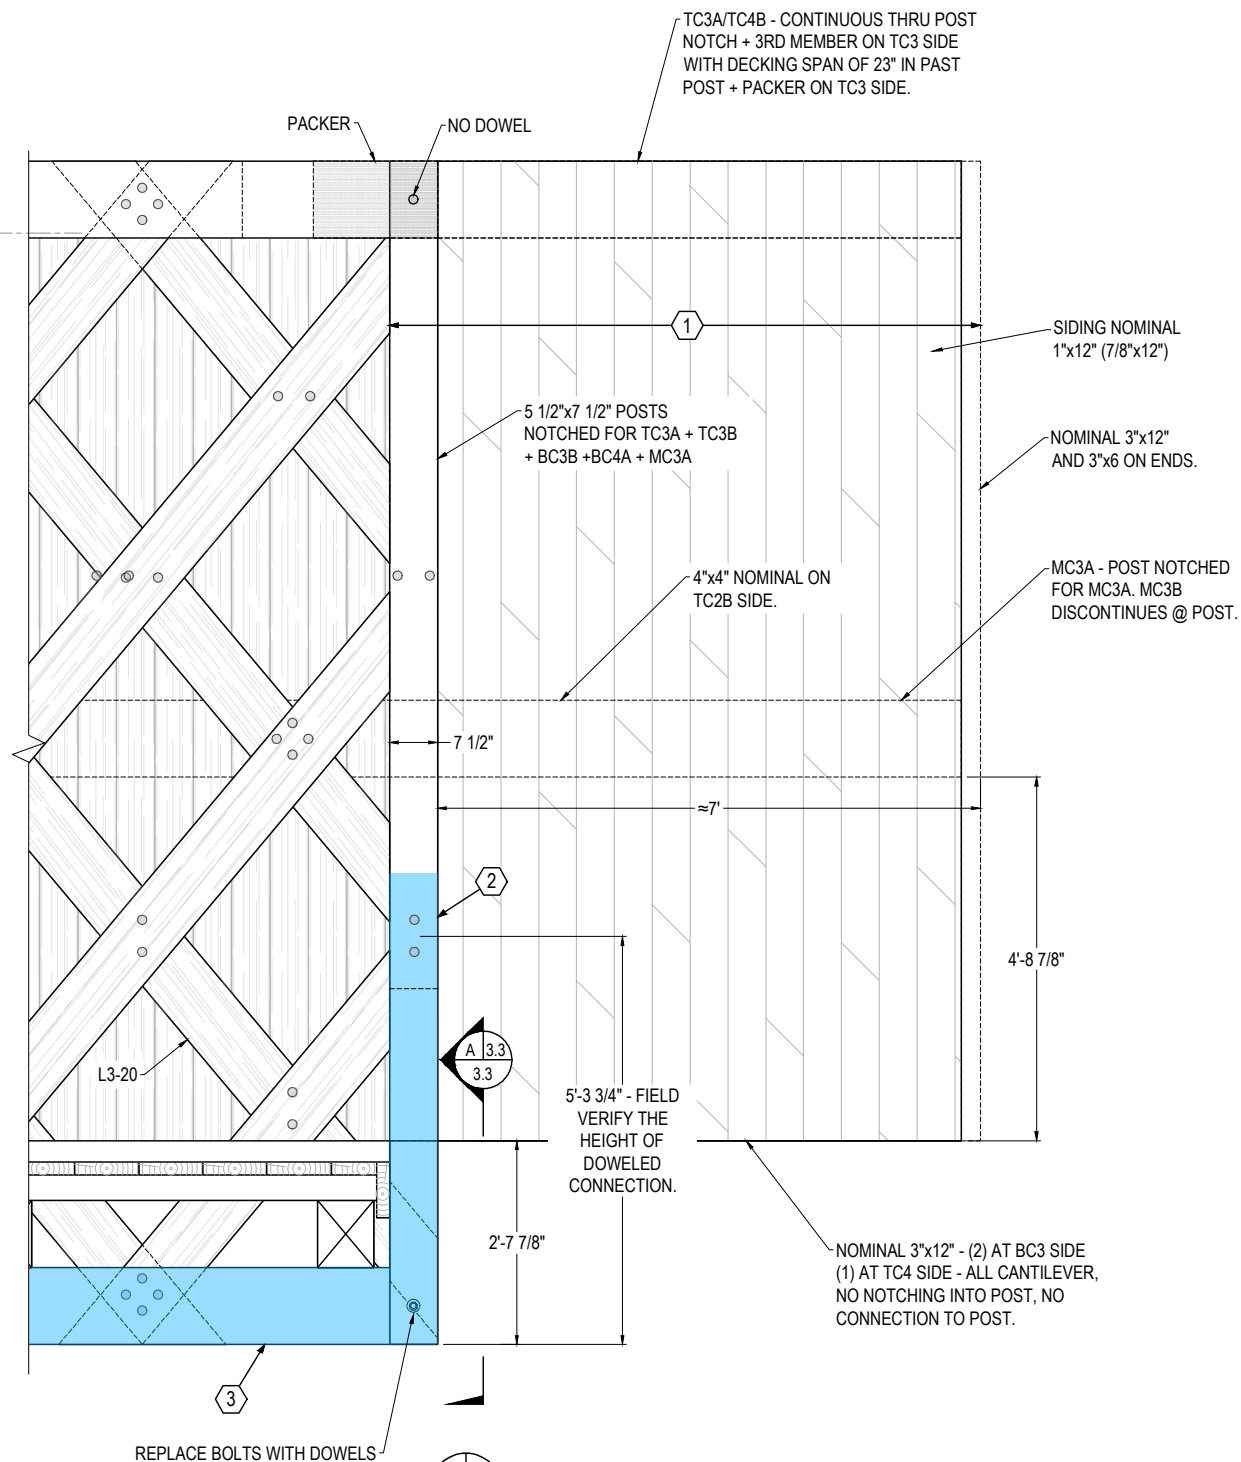 TC3A/TC4B - CONTINUOUS THRU POST
NOTCH + 3RD MEMBER ON TC3 SIDE
WITH DECKING SPAN OF 23" IN PAST
POST + PACKER ON TC3 SIDE.
PACKER
NO DOWEL
1
SIDING NOMINAL
1"x12" (7/8"x12")
5 1/2"x7 1/2" POSTS
NOTCHED FOR TC3A + TC3B
+ BC3B +BC4A + MC3A
NOMINAL 3"x12"
AND 3"x6 ON ENDS.
4"x4" NOMINAL ON
TC2B SIDE.
MC3A - POST NOTCHED
FOR MC3A. MC3B
DISCONTINUES @ POST.
7 1/2"
≈7'
2
4'-8 7/8"
A 3.3
3.3
L3-20
5'-3 3/4" - FIELD
VERIFY THE
HEIGHT OF
DOWELED
CONNECTION.
2'-7 7/8"
NOMINAL 3"x12" - (2) AT BC3 SIDE
(1) AT TC4 SIDE - ALL CANTILEVER,
NO NOTCHING INTO POST, NO
CONNECTION TO POST.
3
REPLACE BOLTS WITH DOWELS